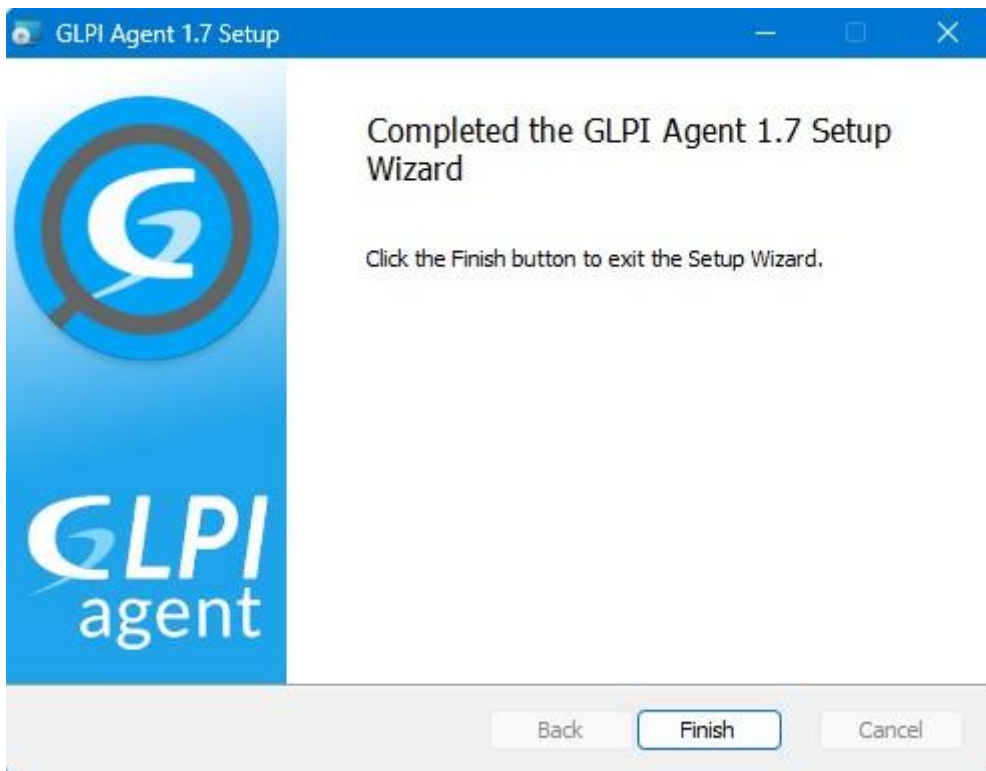 GLPI Agent 1.7 Setup
Completed the GLPI Agent 1.7 Setup
Wizard
Click the Finish button to exit the Setup Wizard.
GLPI
agent
Back
Finish
Cancel